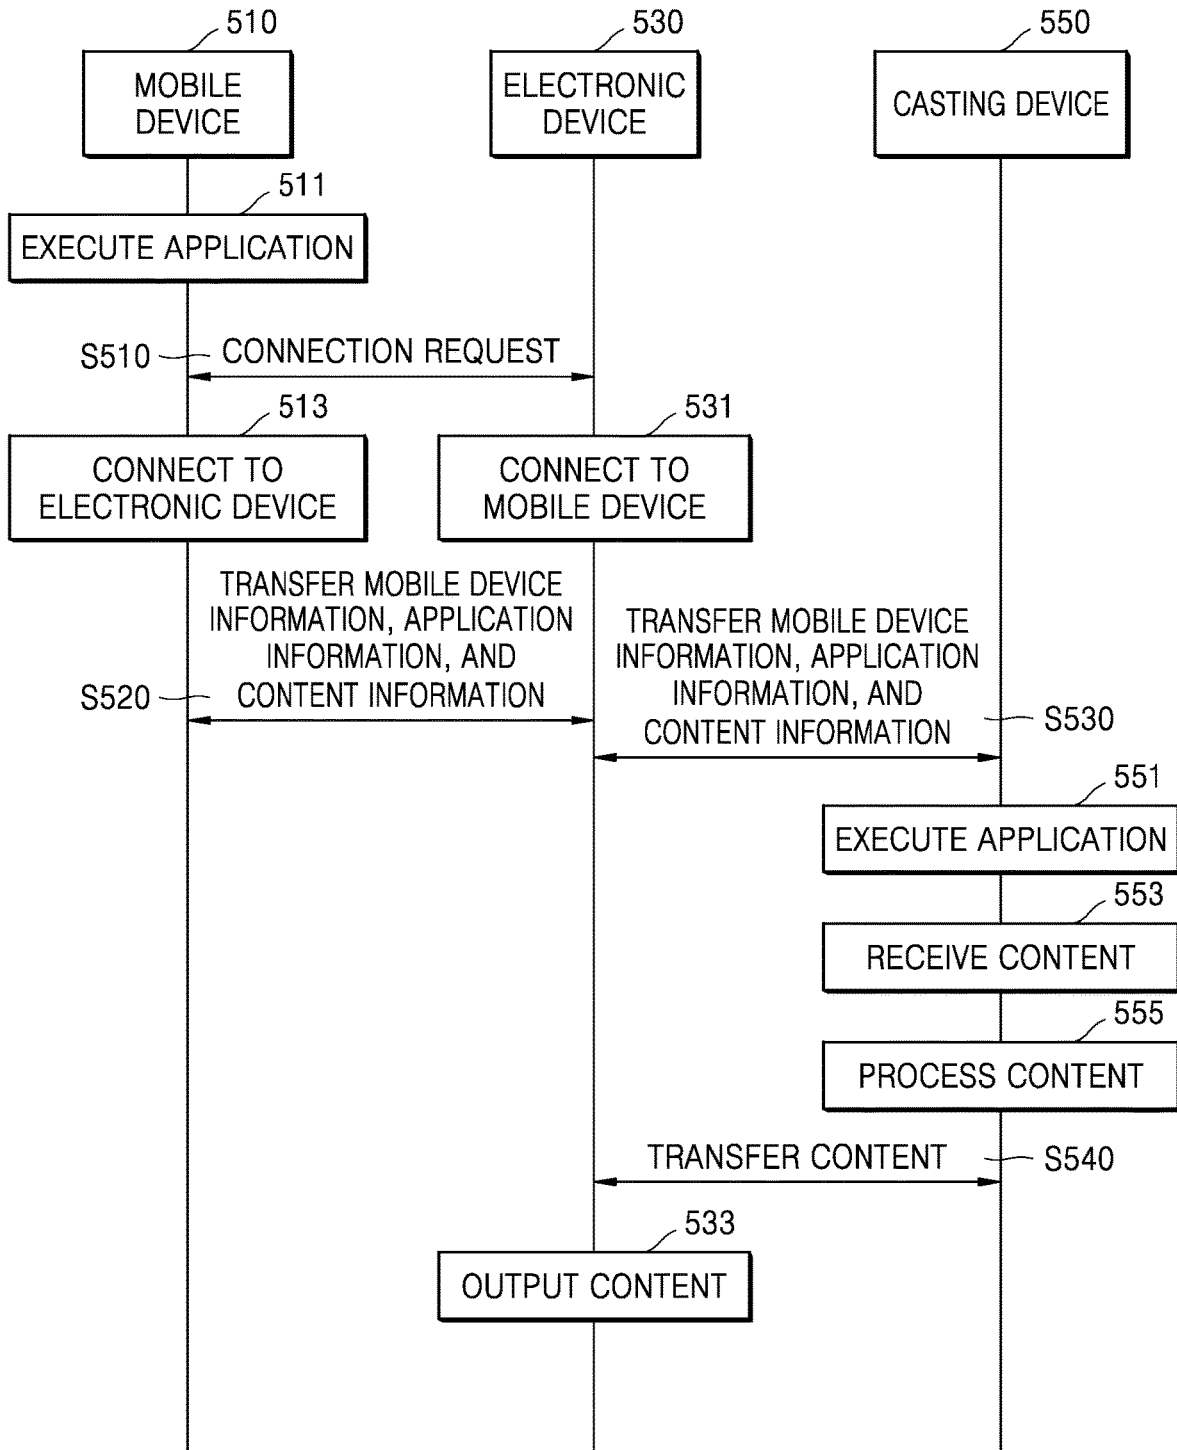 510
530
550
MOBILE
DEVICE
ELECTRONIC
DEVICE
CASTING DEVICE
511
EXECUTE APPLICATION
S510
CONNECTION REQUEST
513
531
CONNECT TO
ELECTRONIC DEVICE
CONNECT TO
MOBILE DEVICE
TRANSFER MOBILE DEVICE
INFORMATION, APPLICATION
INFORMATION, AND
CONTENT INFORMATION
S520
TRANSFER MOBILE DEVICE
INFORMATION, APPLICATION
INFORMATION, AND
CONTENT INFORMATION
S530
551
EXECUTE APPLICATION
553
RECEIVE CONTENT
555
PROCESS CONTENT
TRANSFER CONTENT
S540
533
OUTPUT CONTENT